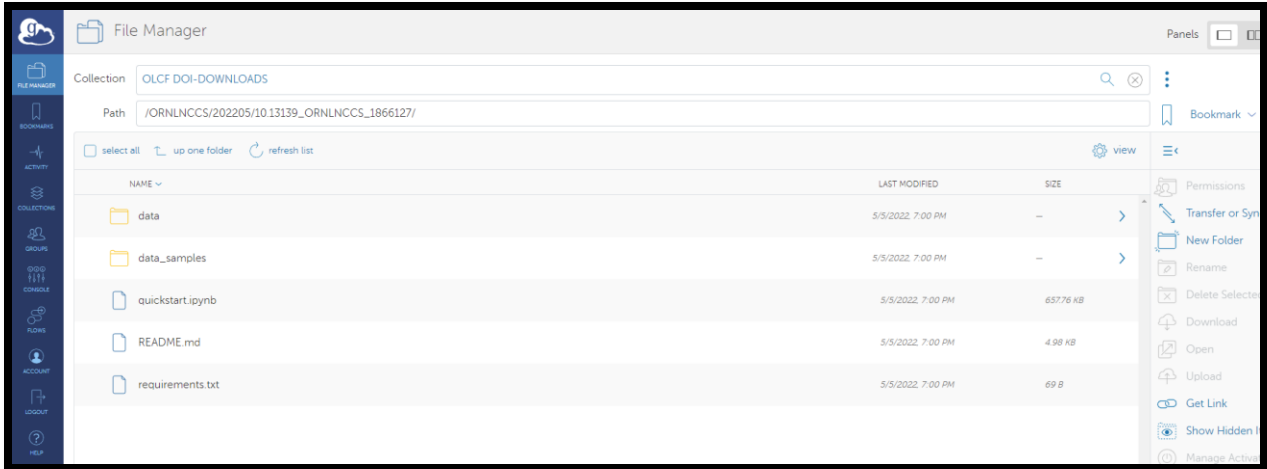 g
File Manager
Panels
FILE MANAGER
BOOKMARKS
ACTIVITY
COLLECTIONS
GROUPS
CONSOLE
FLOWS
ACCOUNT
LOGOUT
HELP
Collection OLCF DOI-DOWNLOADS
Path /ORNLNCCS/202205/10.13139_ORNLNCCS_1866127/
select all up one folder refresh list view
NAME LAST MODIFIED SIZE
data 5/5/2022, 7:00 PM —
data_samples 5/5/2022, 7:00 PM —
quickstart.ipynb 5/5/2022, 7:00 PM 657.76 KB
README.md 5/5/2022, 7:00 PM 4.98 KB
requirements.txt 5/5/2022, 7:00 PM 69 B
Bookmark
Permissions
Transfer or Syn
New Folder
Rename
Delete Selecte
Download
Open
Upload
Get Link
Show Hidden I
Manage Activa